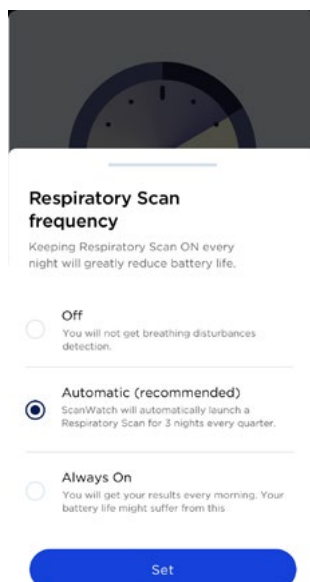 Respiratory Scan
frequency
Keeping Respiratory Scan ON every
night will greatly reduce battery life.
Off
You will not get breathing disturbances
detection.
Automatic (recommended)
ScanWatch will automatically launch a
Respiratory Scan for 3 nights every quarter.
Always On
You will get your results every morning. Your
battery life might suffer from this
Set